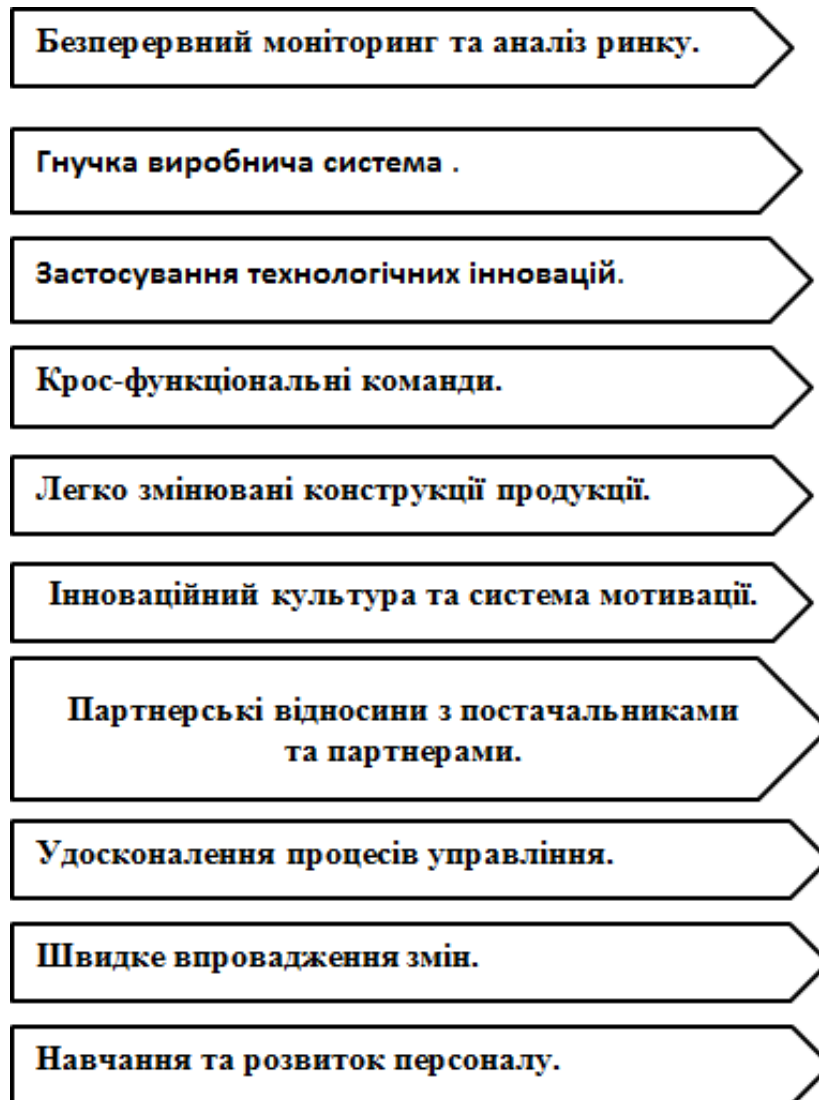 Безперервний моніторинг та аналіз ринку.
Гнучка виробнича система .
Застосування технологічних інновацій.
Крос-функціональні команди.
Легко змінювані конструкції продукції.
Інноваційний культура та система мотивації.
Партнерські відносини з постачальниками
та партнерами.
Удосконалення процесів управління.
Швидке впровадження змін.
Навчання та розвиток персоналу.